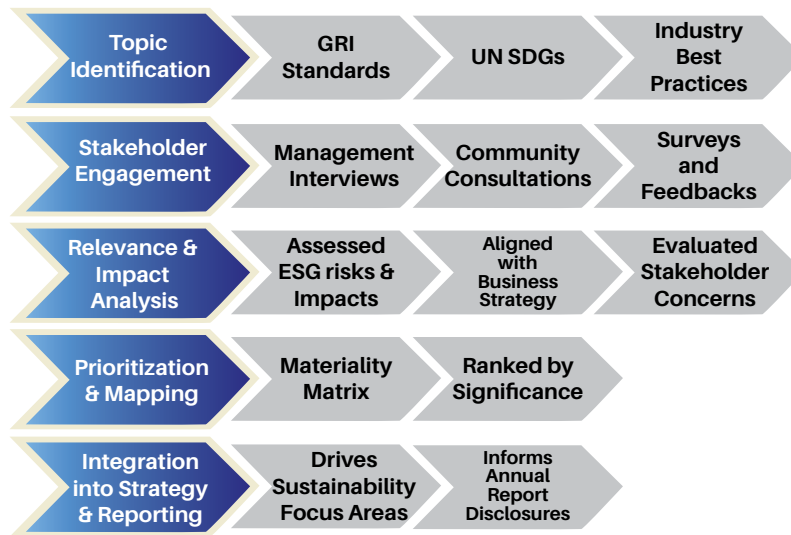 Topic
Identification
GRI
Standards
UN SDGs
Industry
Best
Practices
Stakeholder
Engagement
Management
Interviews
Community
Consultations
Surveys
and
Feedbacks
Relevance &
Impact
Analysis
Assessed
ESG risks &
Impacts
Aligned
with
Business
Strategy
Evaluated
Stakeholder
Concerns
Prioritization
& Mapping
Materiality
Matrix
Ranked by
Significance
Integration
into Strategy
& Reporting
Drives
Sustainability
Focus Areas
Informs
Annual
Report
Disclosures